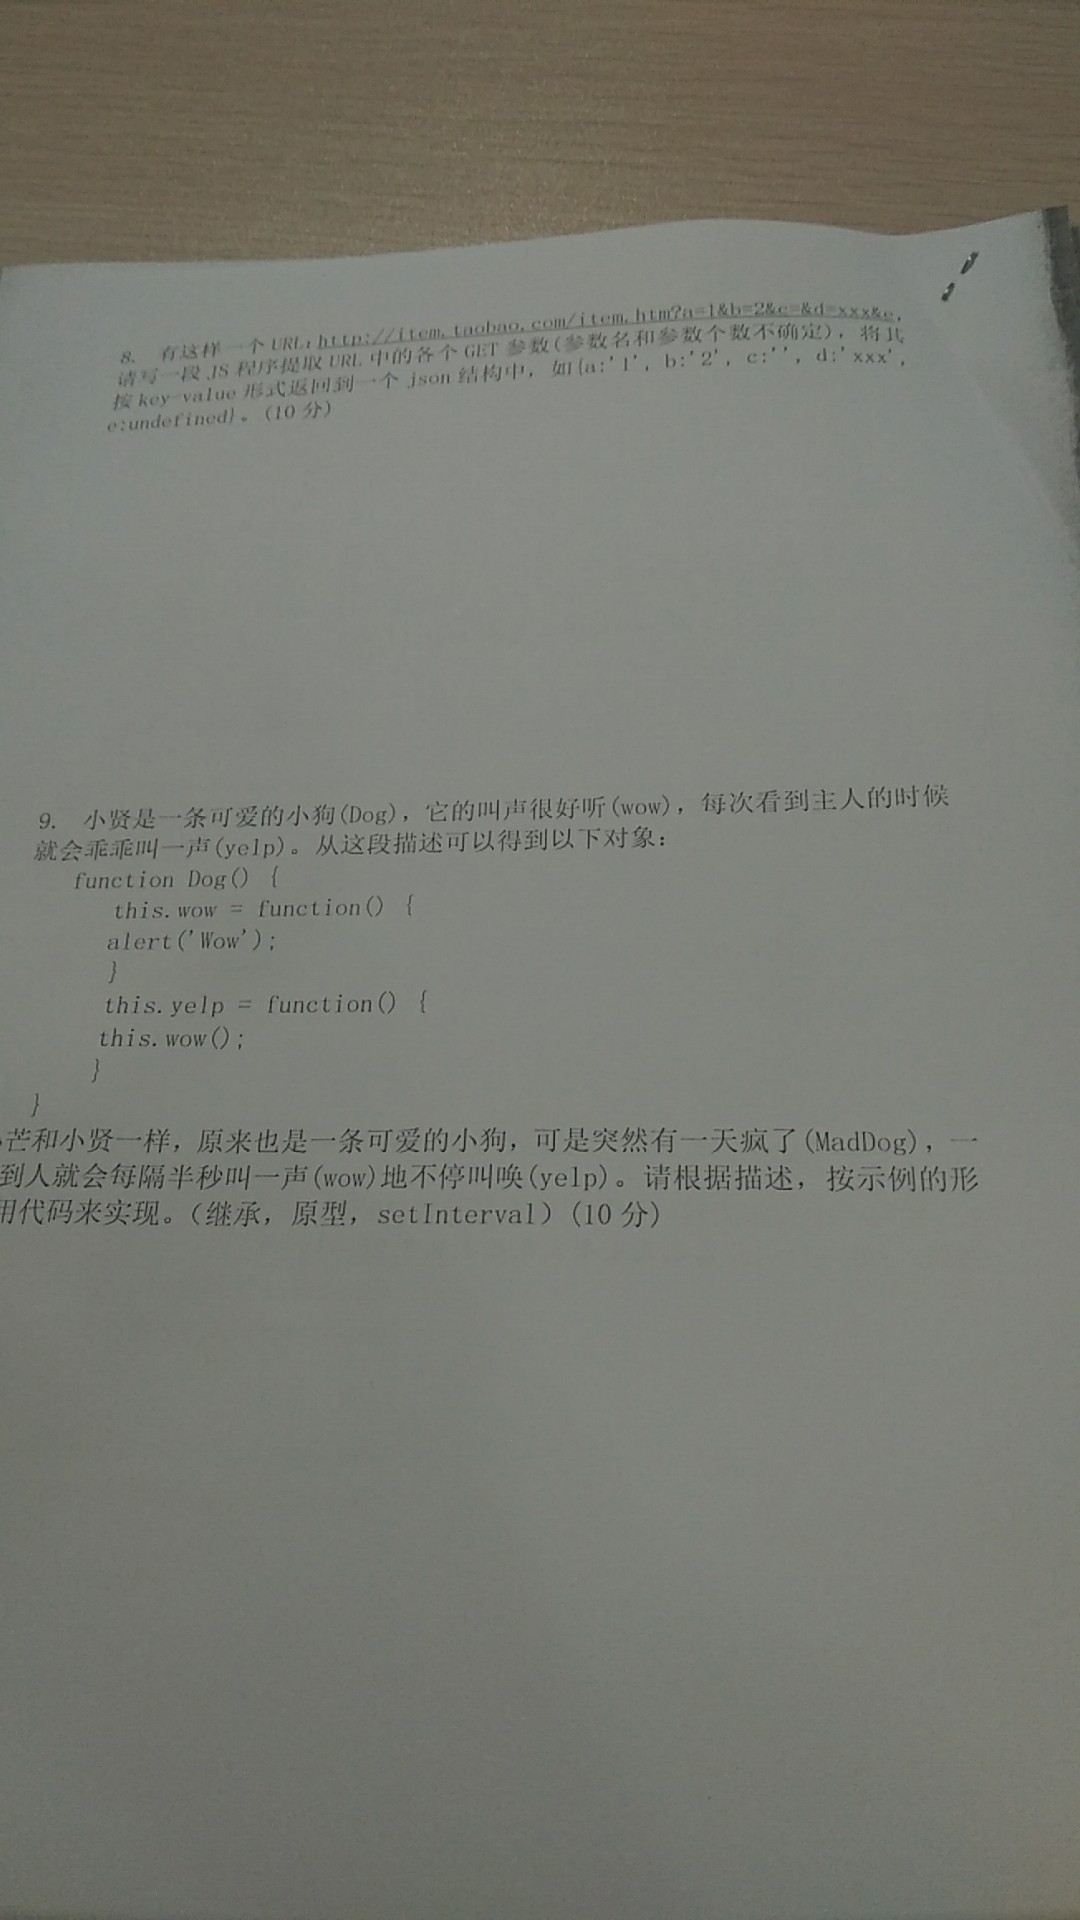 8. 有这样一个 URL:http://item.taobao.com/item.htm?a=1&b=2&c=&d=xxx&e,
请写一段 JS 程序提取 URL 中的各个 GET 参数(参数名和参数个数不确定)，将其
按 key-value 形式返回到一个 json 结构中，如{a:'1', b:'2', c:'', d:'xxx',
e:undefined}。(10 分)
9. 小贤是一条可爱的小狗(Dog)，它的叫声很好听(wow)，每次看到主人的时候
就会乖乖叫一声(yelp)。从这段描述可以得到以下对象：
function Dog() {
this.wow = function() {
alert('Wow');
}
this.yelp = function() {
this.wow();
}
}
芒和小贤一样，原来也是一条可爱的小狗，可是突然有一天疯了(MadDog)，一
到人就会每隔半秒叫一声(wow)地不停叫唤(yelp)。请根据描述，按示例的形
用代码来实现。（继承，原型，setInterval）(10 分)